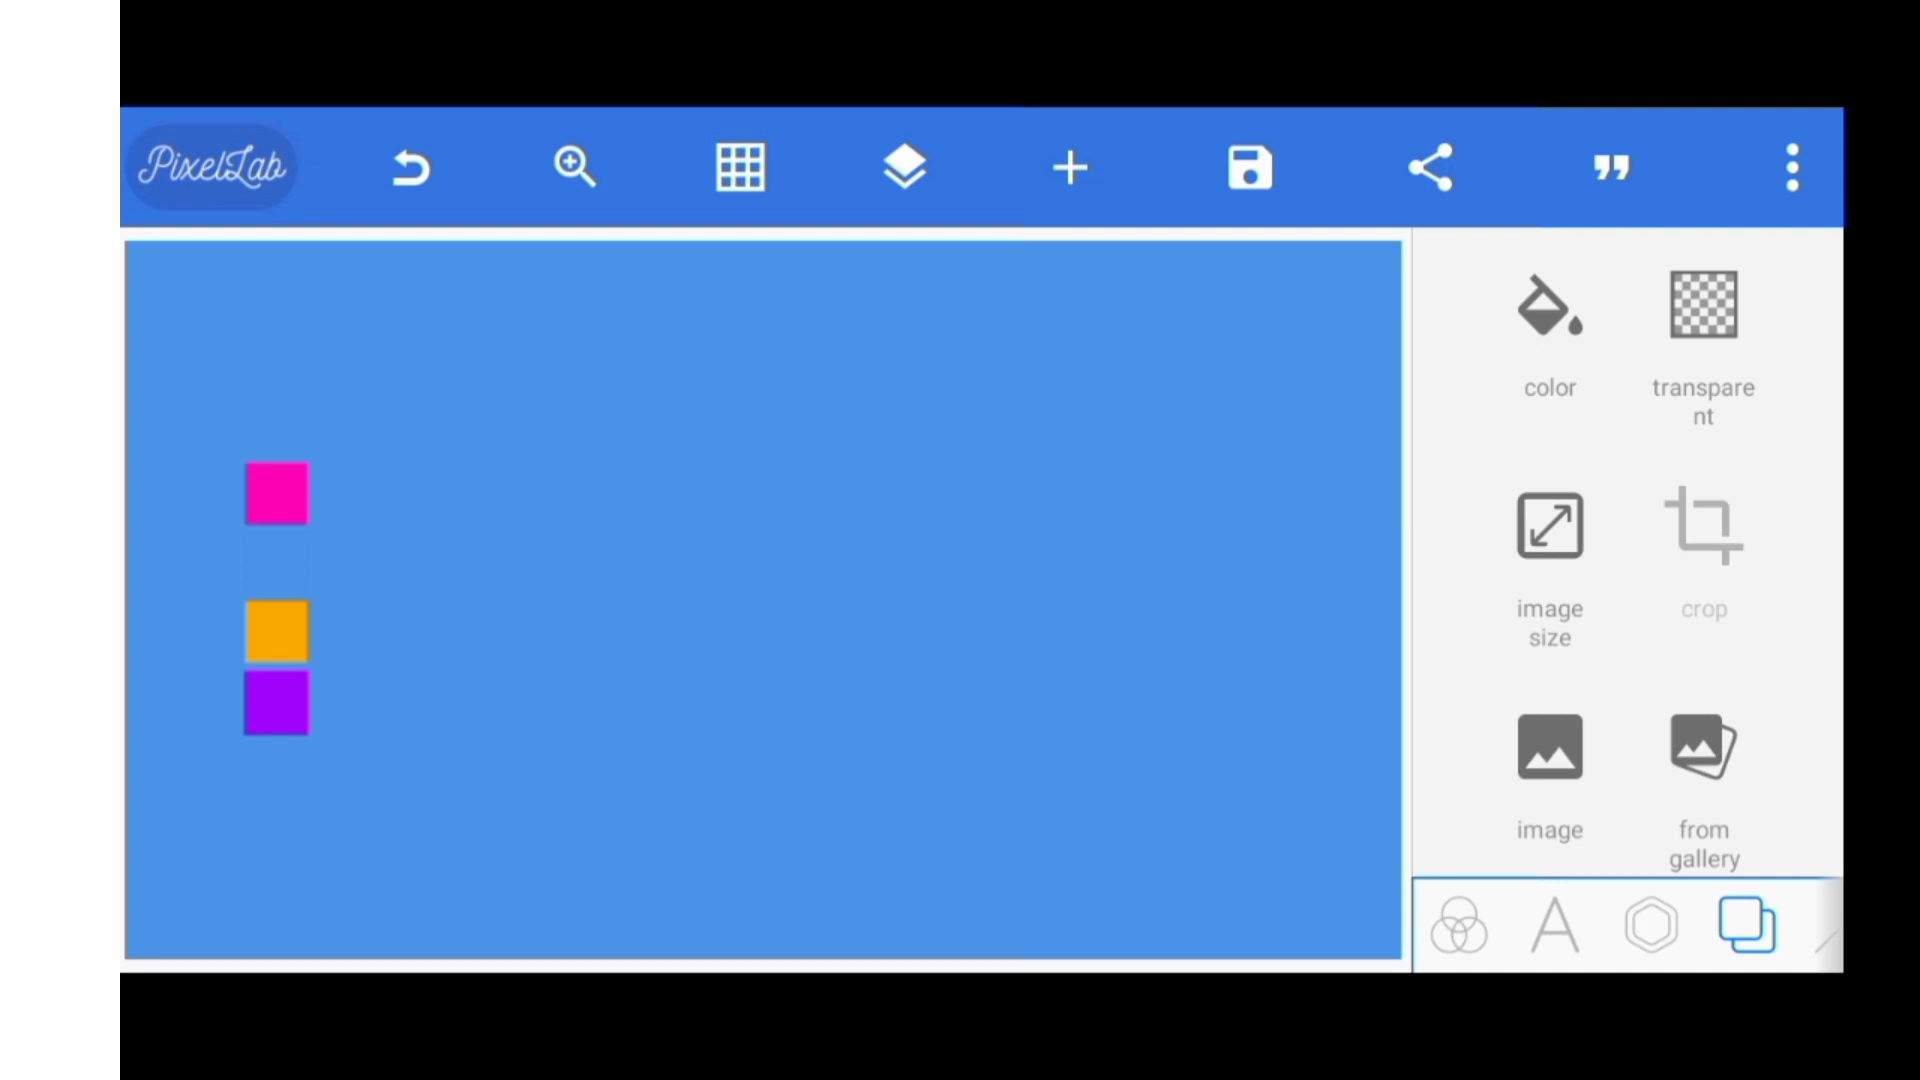 PixelLab
color
transpare
nt
image
size
crop
image
from
gallery